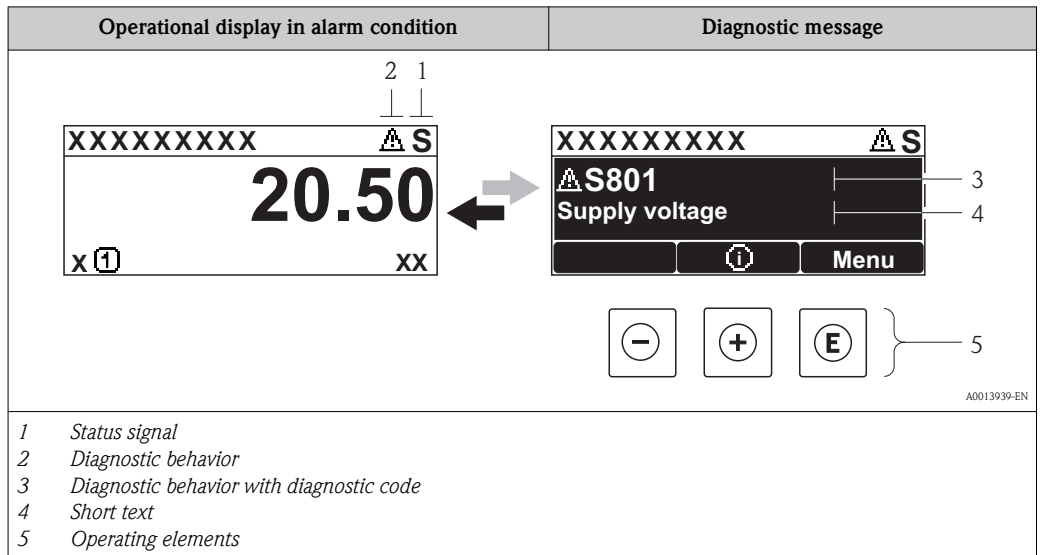 Operational display in alarm condition
Diagnostic message
2 1
XXXXXXXXX ⚠ S
20.50
X 1 XX
XXXXXXXXX ⚠ S
⚠S801
Supply voltage
i Menu
3
4
- + E
5
A0013939-EN
1 Status signal
2 Diagnostic behavior
3 Diagnostic behavior with diagnostic code
4 Short text
5 Operating elements